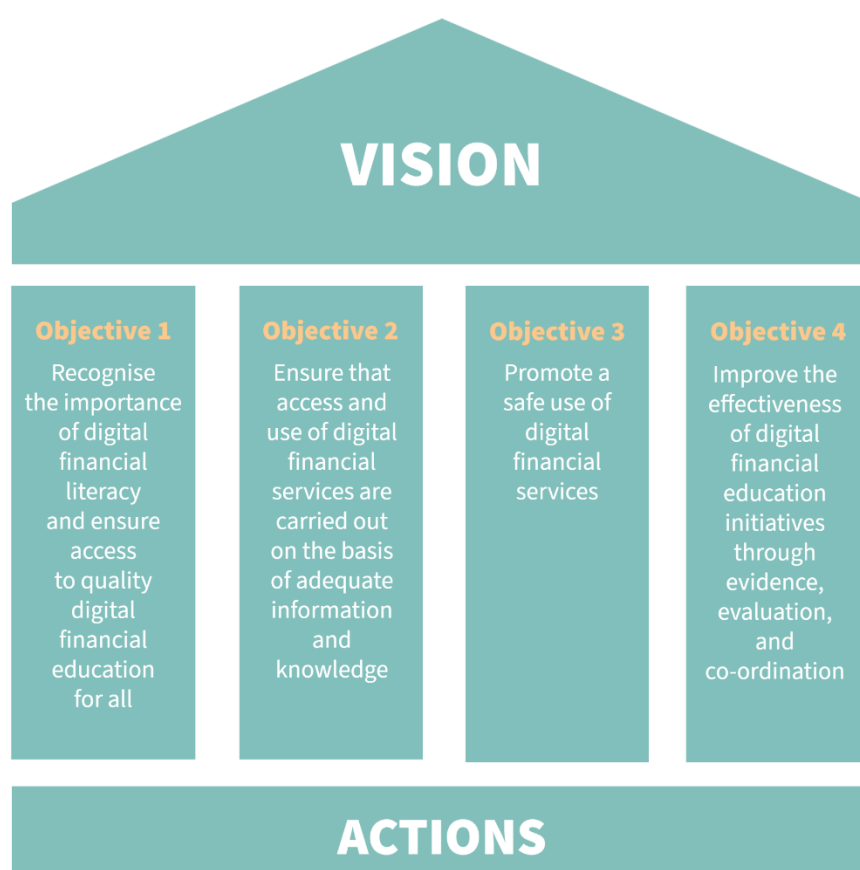 VISION
Objective 1
Recognise
the importance
of digital
financial
literacy
and ensure
access
to quality
digital
financial
education
for all
Objective 2
Ensure that
access and
use of digital
financial
services are
carried out
on the basis
of adequate
information
and
knowledge
Objective 3
Promote a
safe use of
digital
financial
services
Objective 4
Improve the
effectiveness
of digital
financial
education
initiatives
through
evidence,
evaluation,
and
co-ordination
ACTIONS